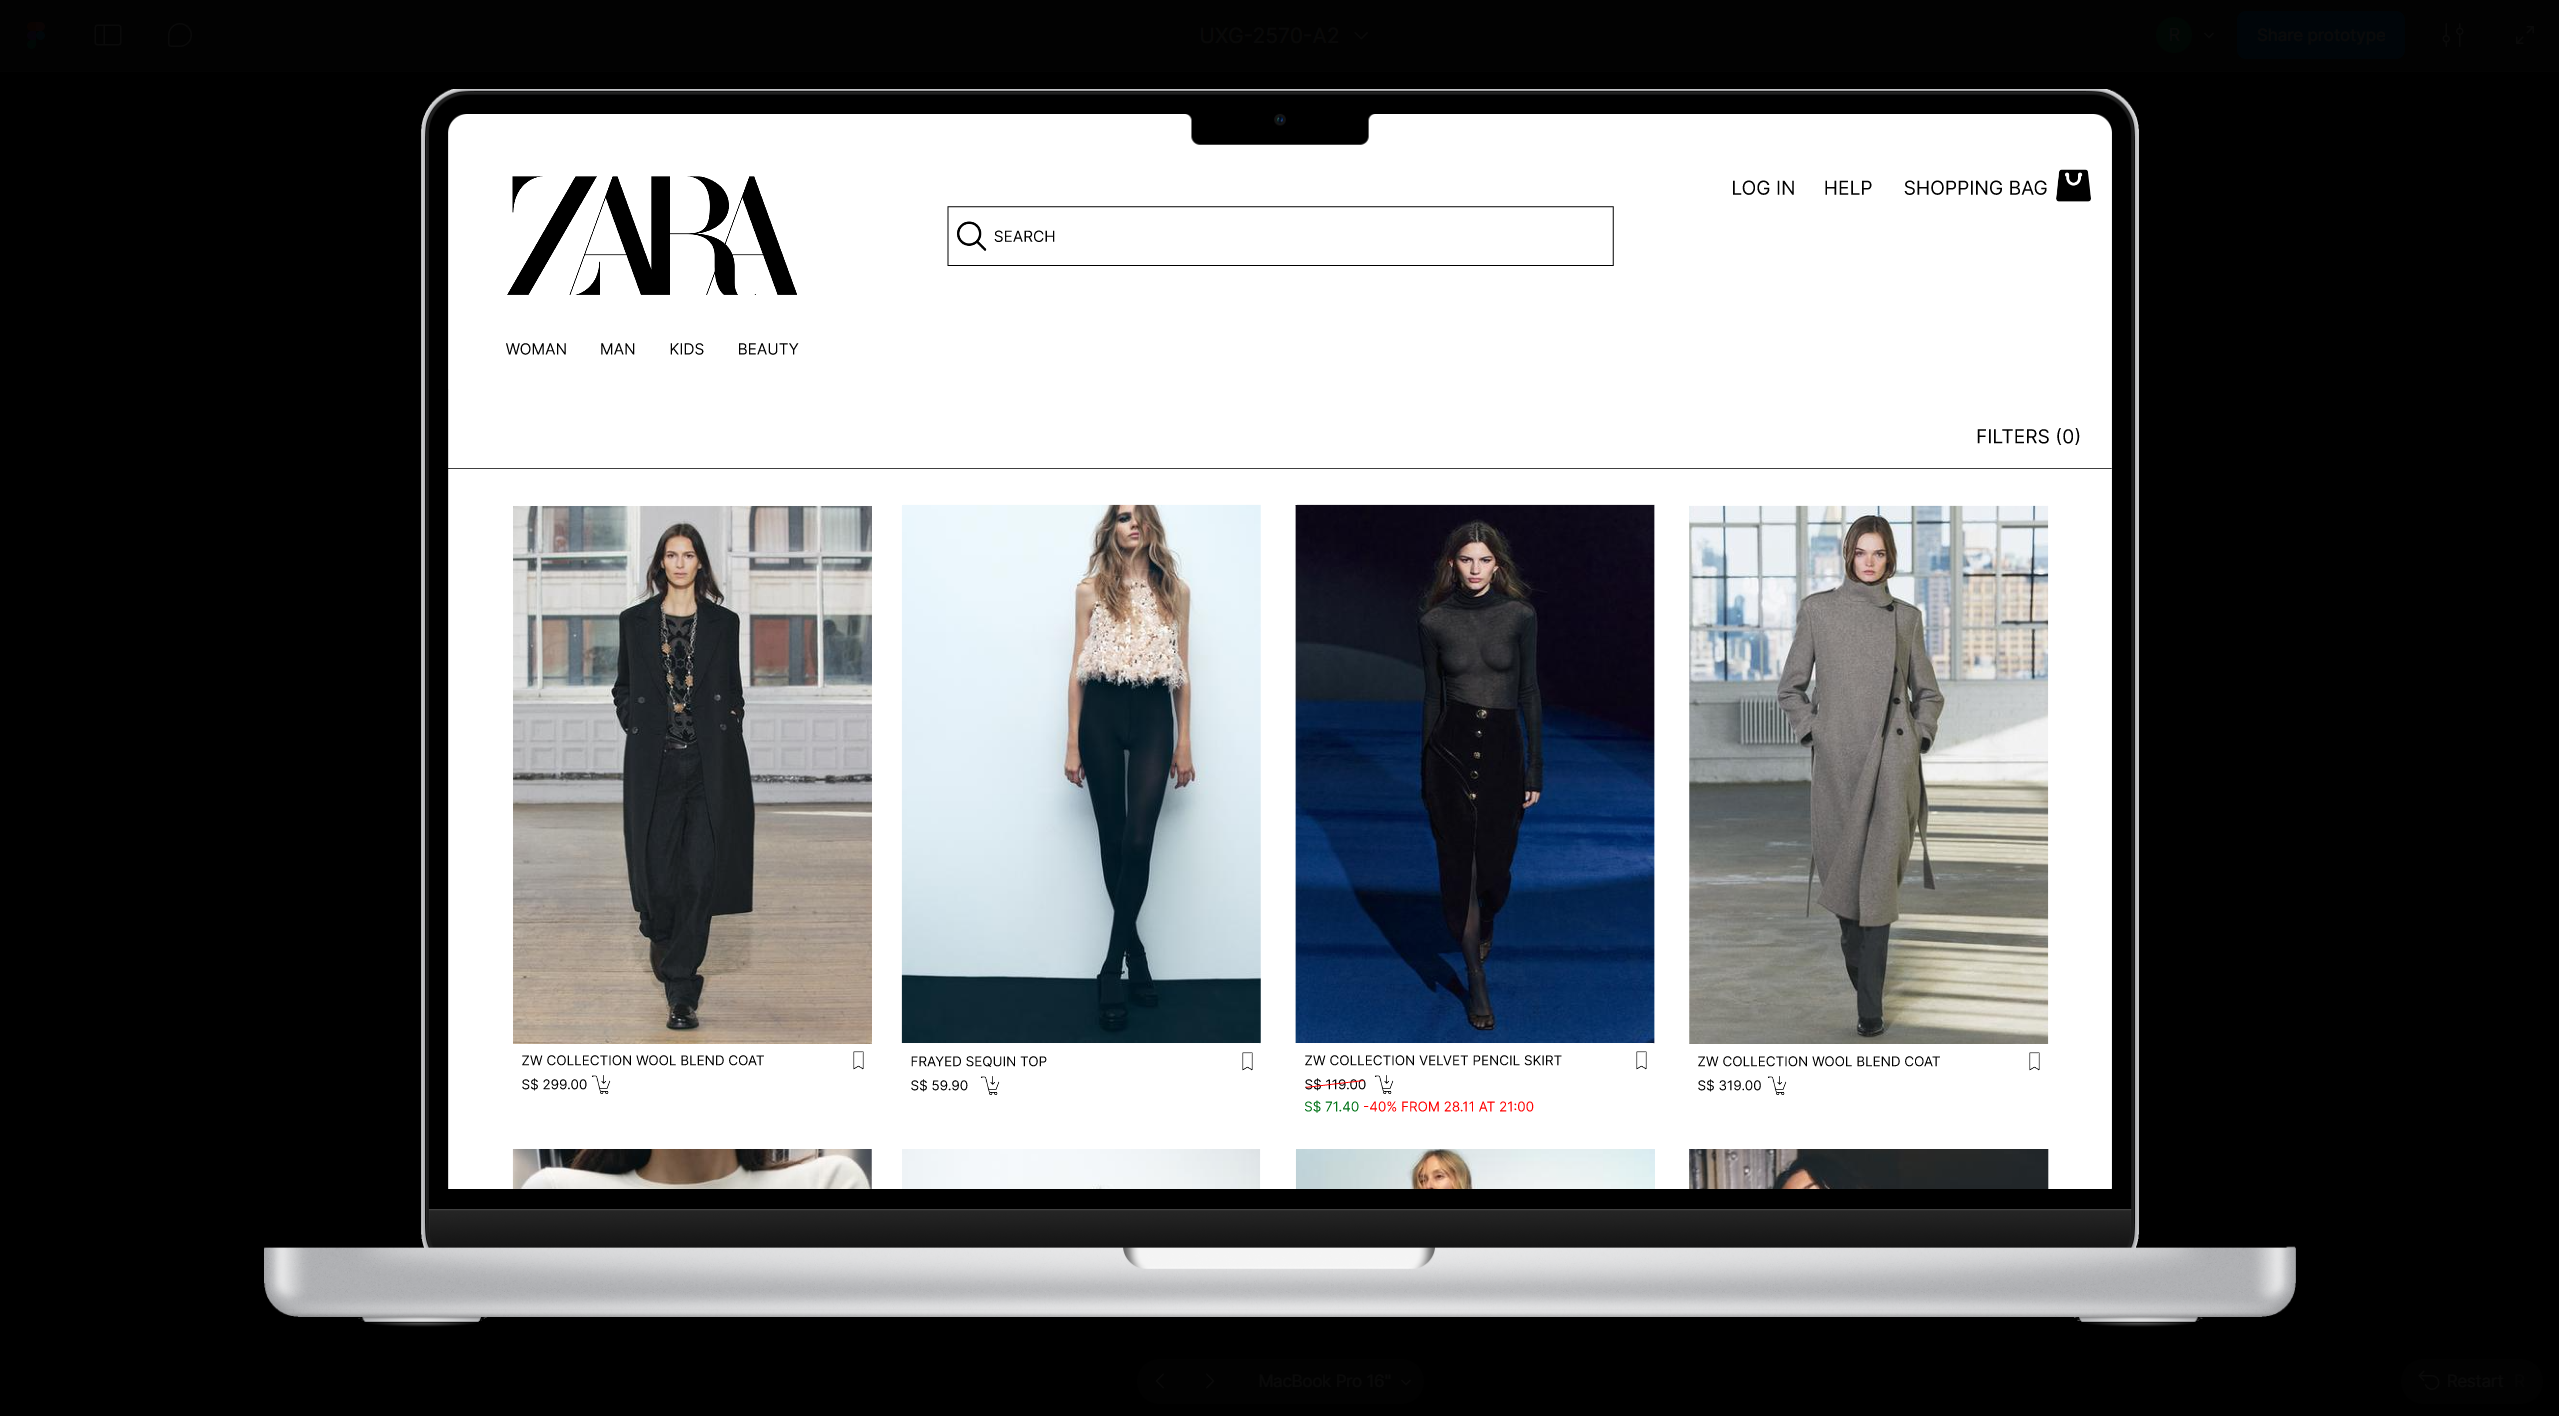 UXG-2570-A2
Share prototype
ZARA
LOG IN
HELP
SHOPPING BAG
SEARCH
WOMAN
MAN
KIDS
BEAUTY
FILTERS (0)
ZW COLLECTION WOOL BLEND COAT
S$ 299.00
FRAYED SEQUIN TOP
S$ 59.90
ZW COLLECTION VELVET PENCIL SKIRT
S$ 119.00
S$ 71.40 -40% FROM 28.11 AT 21:00
ZW COLLECTION WOOL BLEND COAT
S$ 319.00
MacBook Pro 16"
Restart